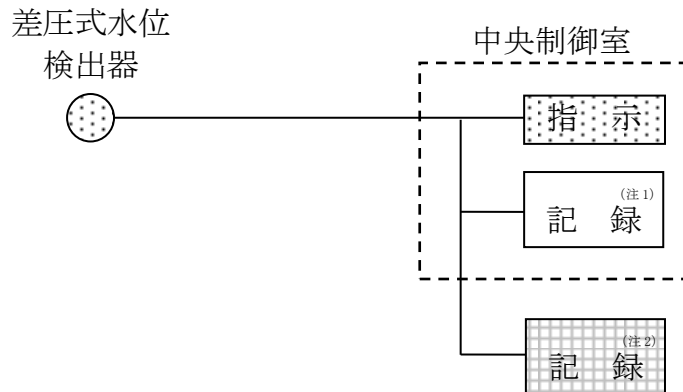 差圧式水位
検出器
中央制御室
指 示
(注1)
記 録
(注2)
記 録